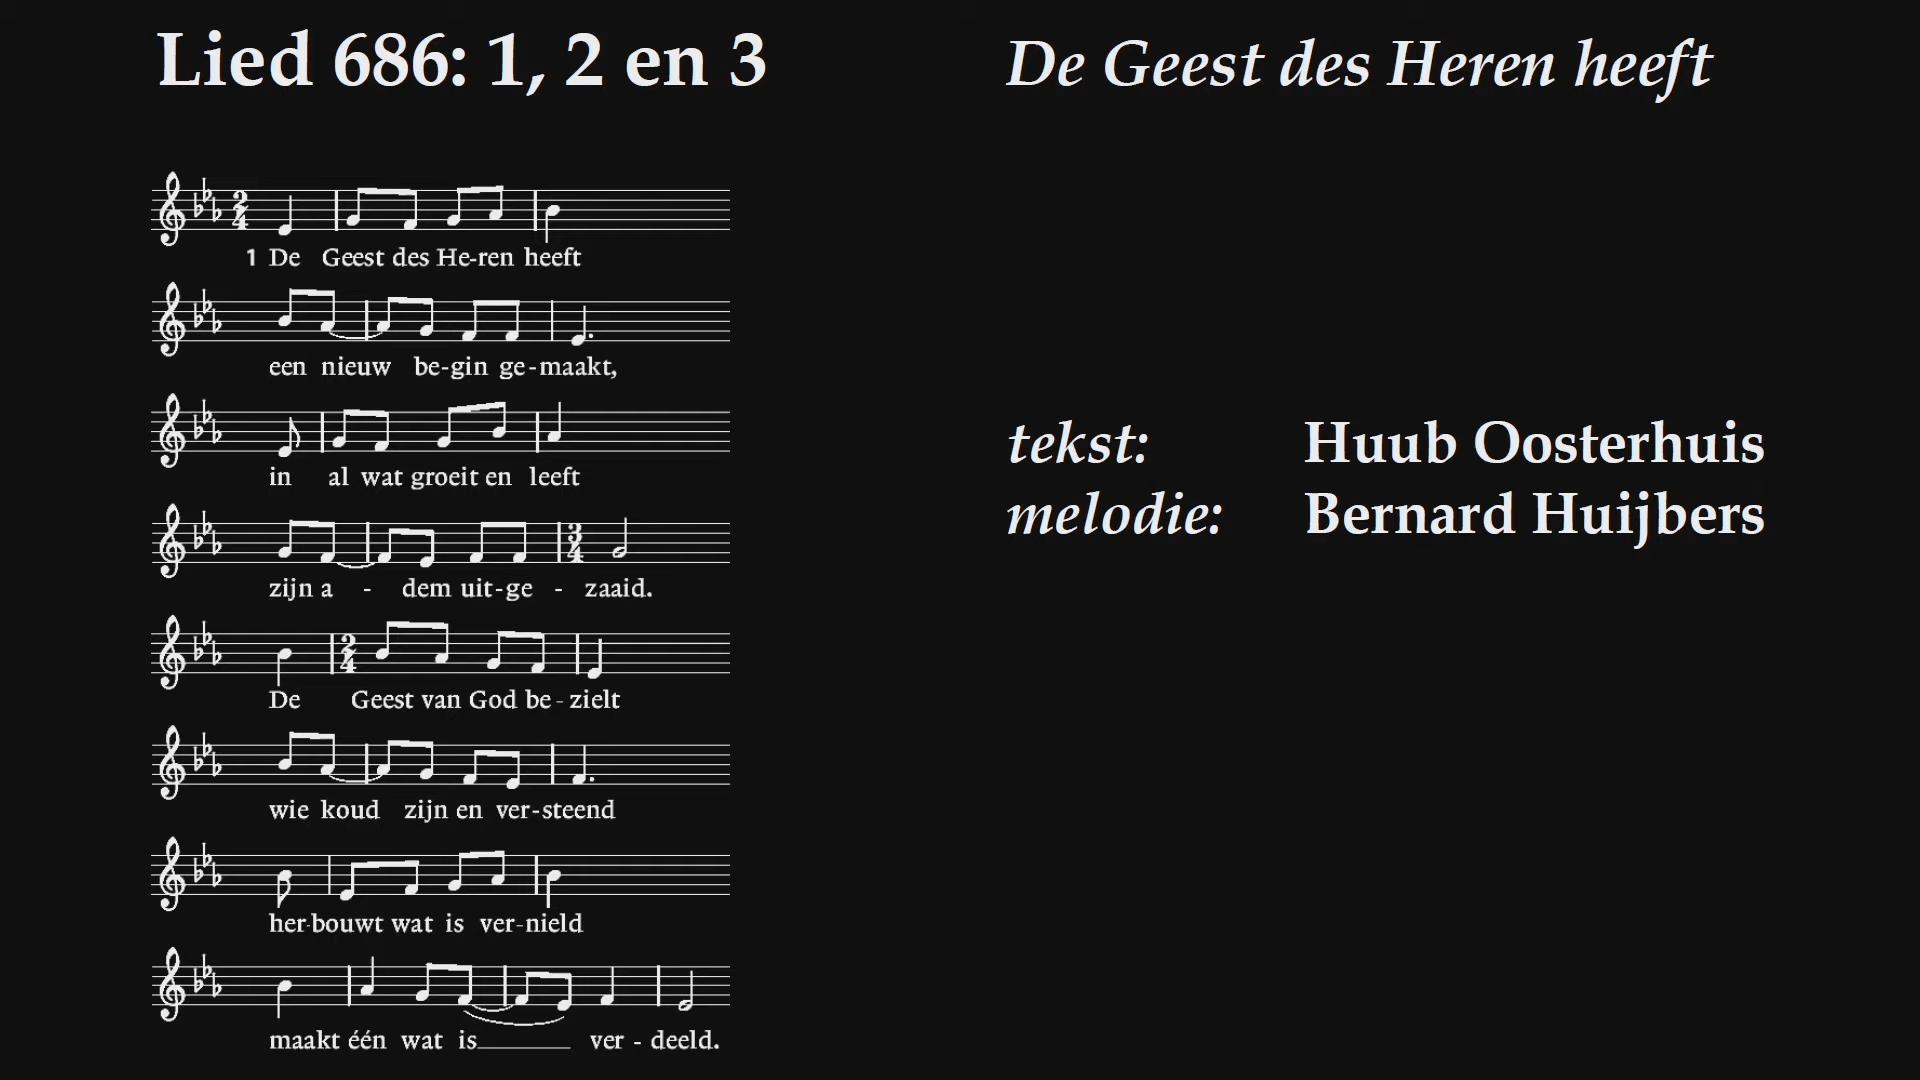 Lied 686: 1, 2 en 3
De Geest des Heren heeft
1 De Geest des He-ren heeft
een nieuw be-gin ge-maakt,
in al wat groeit en leeft
zijn a - dem uit-ge - zaaid.
De Geest van God be-zielt
wie koud zijn en ver-steend
her-bouwt wat is ver-nield
maakt één wat is ver - deeld.
tekst: Huub Oosterhuis
melodie: Bernard Huijbers